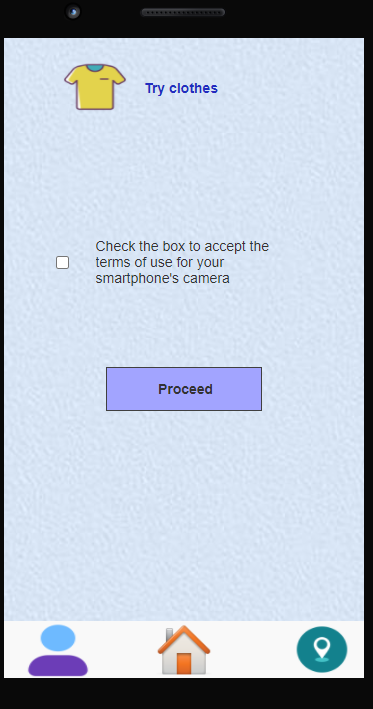 Try clothes
Check the box to accept the
terms of use for your
smartphone's camera
Proceed